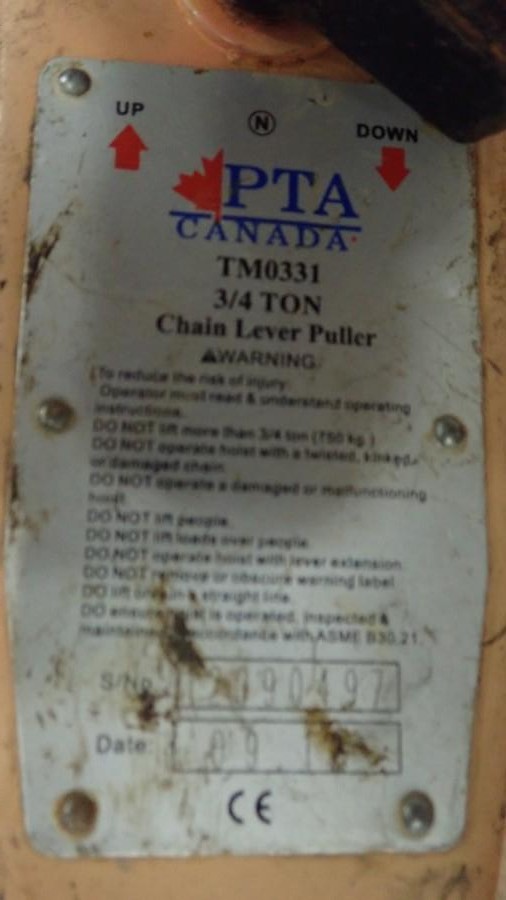 UP N DOWN
PTA
CANADA
TM0331
3/4 TON
Chain Lever Puller
WARNING
To reduce the risk of injury:
Operator must read & understand operating
instructions.
DO NOT lift more than 3/4 ton (750 kg.)
DO NOT operate hoist with a twisted, kinked,
or damaged chain.
DO NOT operate a damaged or malfunctioning
hoist.
DO NOT lift people.
DO NOT lift loads over people.
DO NOT operate hoist with lever extension.
DO NOT remove or obscure warning label.
DO lift only in a straight line.
DO ensure hoist is operated, inspected &
maintained in accordance with ASME B30.21.
S/No.
Date: 09
CE